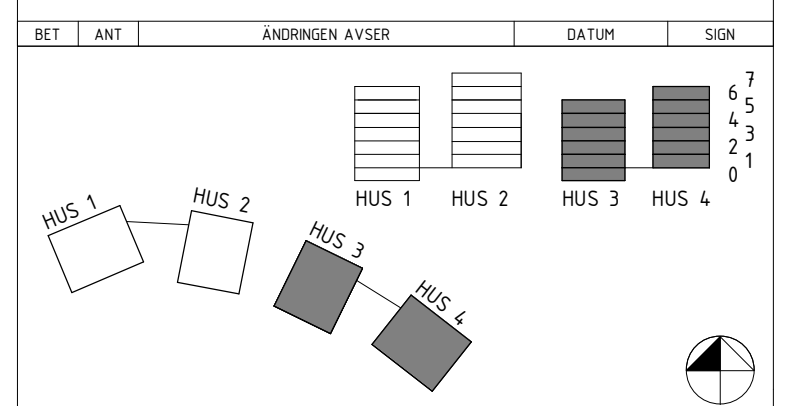 BET ANT ÄNDRINGEN AVSER DATUM SIGN
7
6
5
4
3
2
1
0
HUS 1 HUS 2 HUS 3 HUS 4
HUS 1
HUS 2
HUS 3
HUS 4